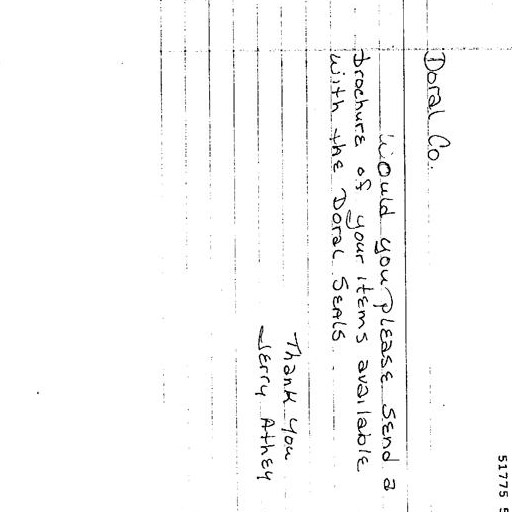 Doral Co.
Would you please send a
brochure of your items available
with the Doral Seals.
Thank You
Jerry Athey
51775 5